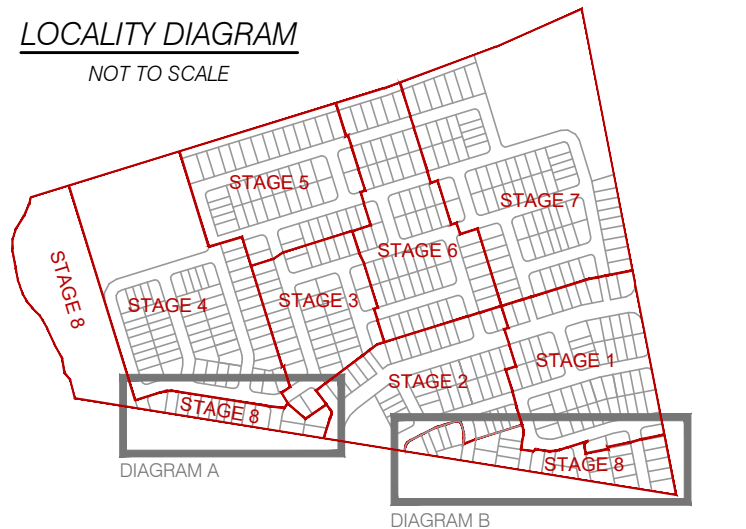 LOCALITY DIAGRAM
NOT TO SCALE
STAGE 5
STAGE 7
STAGE 6
STAGE 8
STAGE 4
STAGE 3
STAGE 1
STAGE 2
STAGE 8
STAGE 8
DIAGRAM A
DIAGRAM B